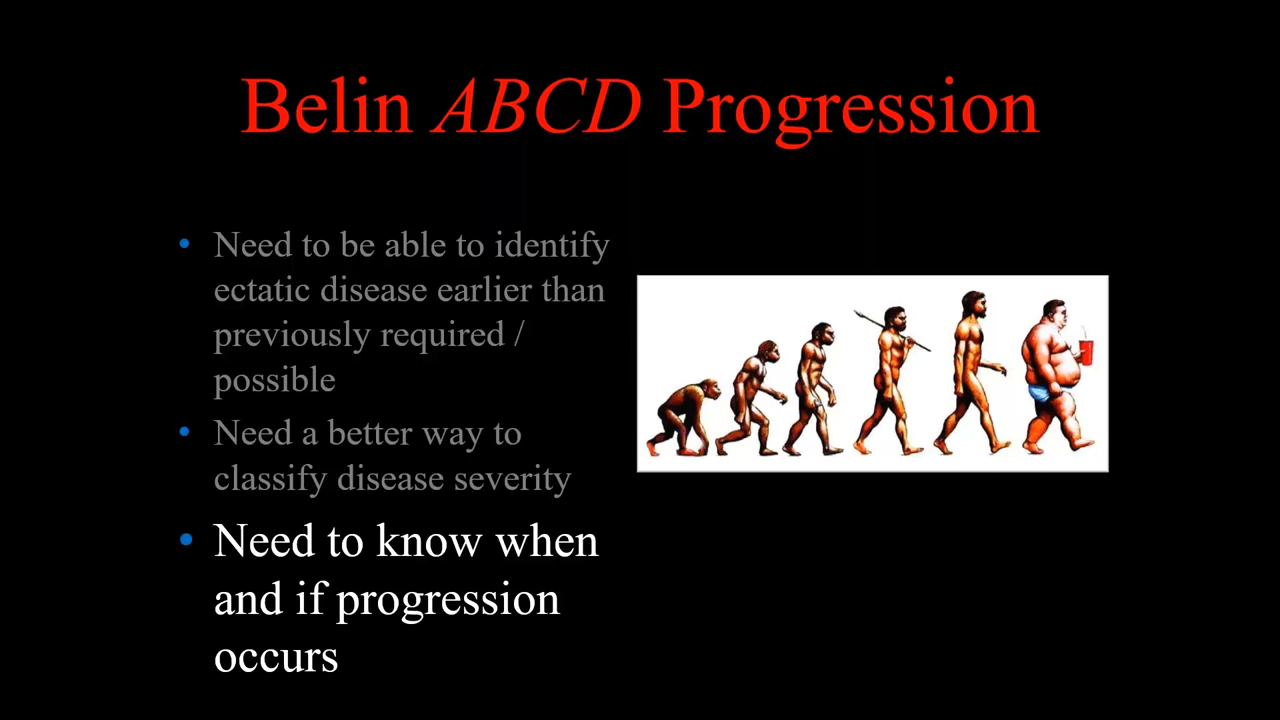 Belin ABCD Progression
• Need to be able to identify
ectatic disease earlier than
previously required /
possible
• Need a better way to
classify disease severity
• Need to know when
and if progression
occurs